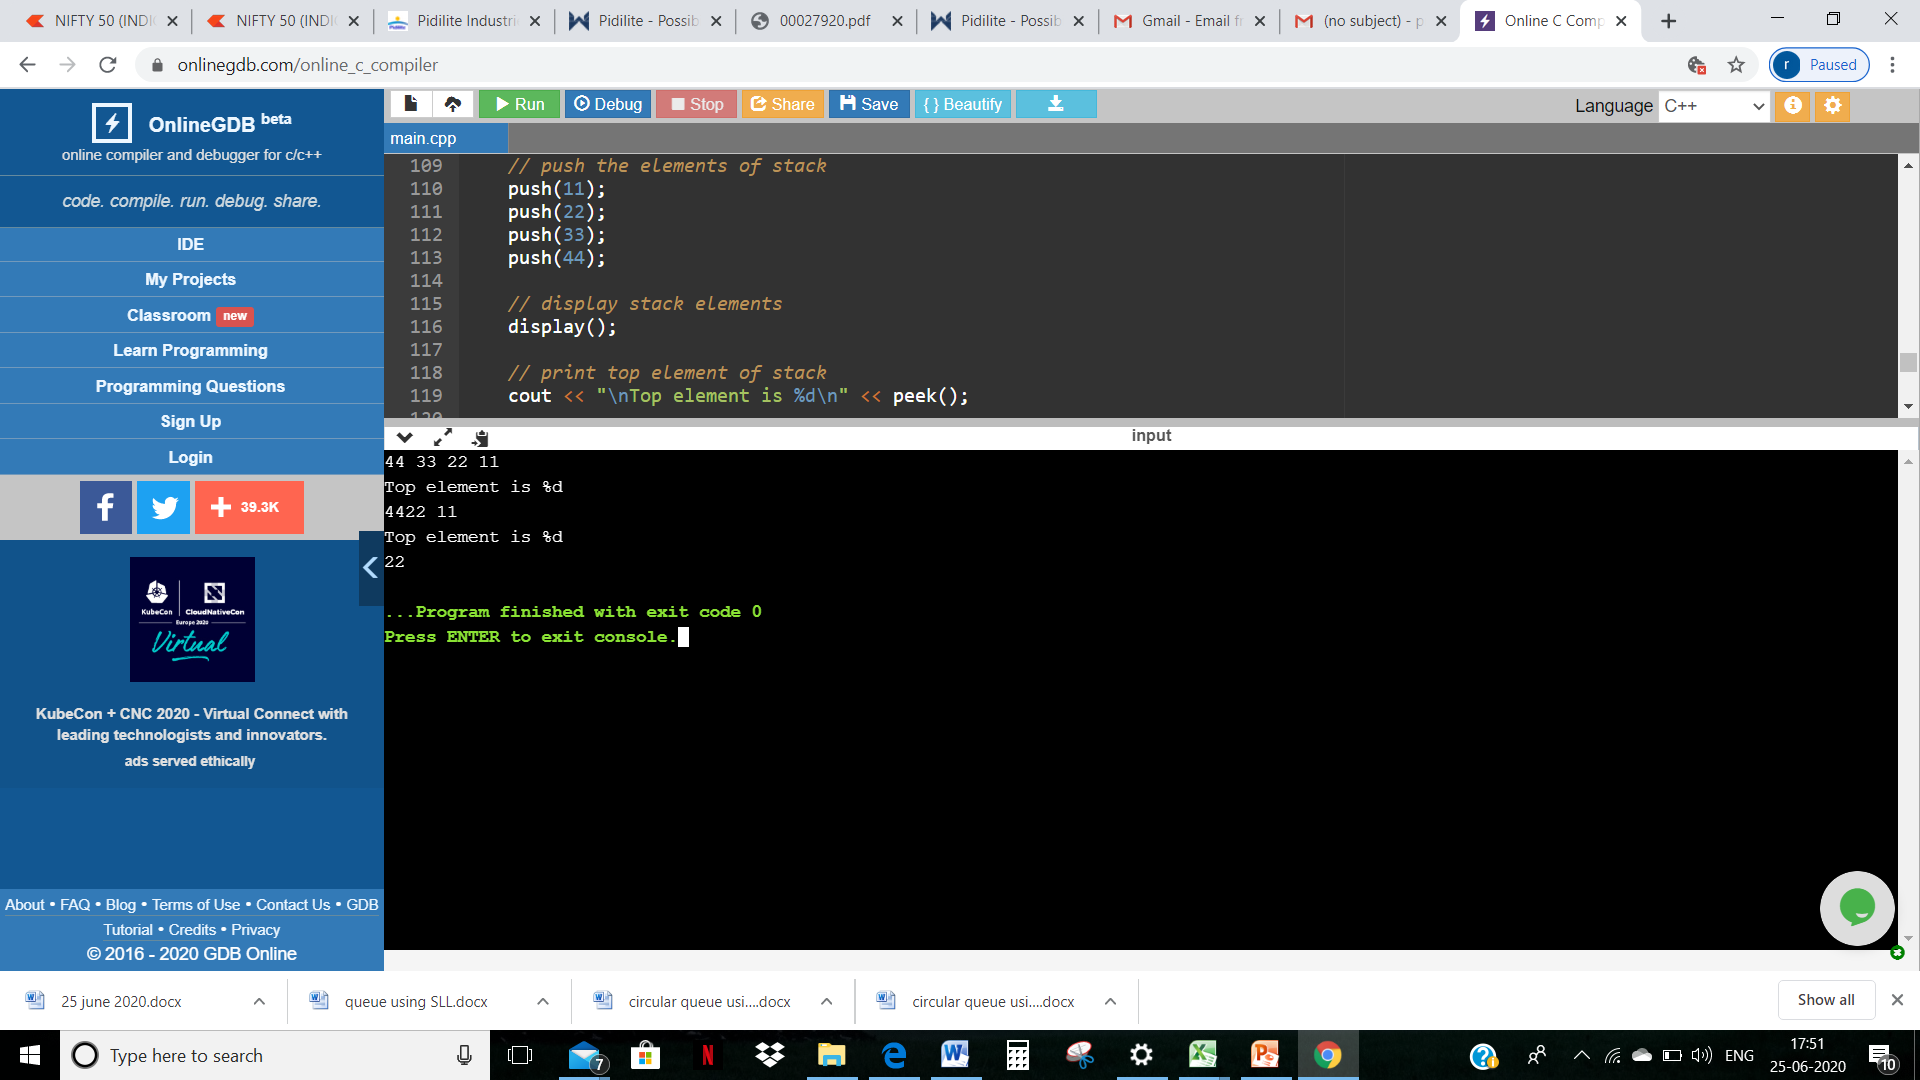 NIFTY 50 (INDI
NIFTY 50 (INDI
Pidilite Industri
Pidilite - Possib
00027920.pdf
Pidilite - Possib
Gmail - Email f
(no subject) - p
Online C Comp
onlinegdb.com/online_c_compiler
r Paused
OnlineGDB beta
online compiler and debugger for c/c++
code. compile. run. debug. share.
IDE
My Projects
Classroom new
Learn Programming
Programming Questions
Sign Up
Login
39.3K
KubeCon CloudNativeCon
Europe 2020
Virtual
KubeCon + CNC 2020 - Virtual Connect with
leading technologists and innovators.
ads served ethically
About • FAQ • Blog • Terms of Use • Contact Us • GDB
Tutorial • Credits • Privacy
© 2016 - 2020 GDB Online
Run Debug Stop Share Save {} Beautify
Language C++
main.cpp
109 // push the elements of stack
110 push(11);
111 push(22);
112 push(33);
113 push(44);
114
115 // display stack elements
116 display();
117
118 // print top element of stack
119 cout << "\nTop element is %d\n" << peek();
120
input
44 33 22 11
Top element is %d
4422 11
Top element is %d
22
...Program finished with exit code 0
Press ENTER to exit console.
25 june 2020.docx
queue using SLL.docx
circular queue usi....docx
circular queue usi....docx
Show all
Type here to search
7
ENG
17:51
25-06-2020
10